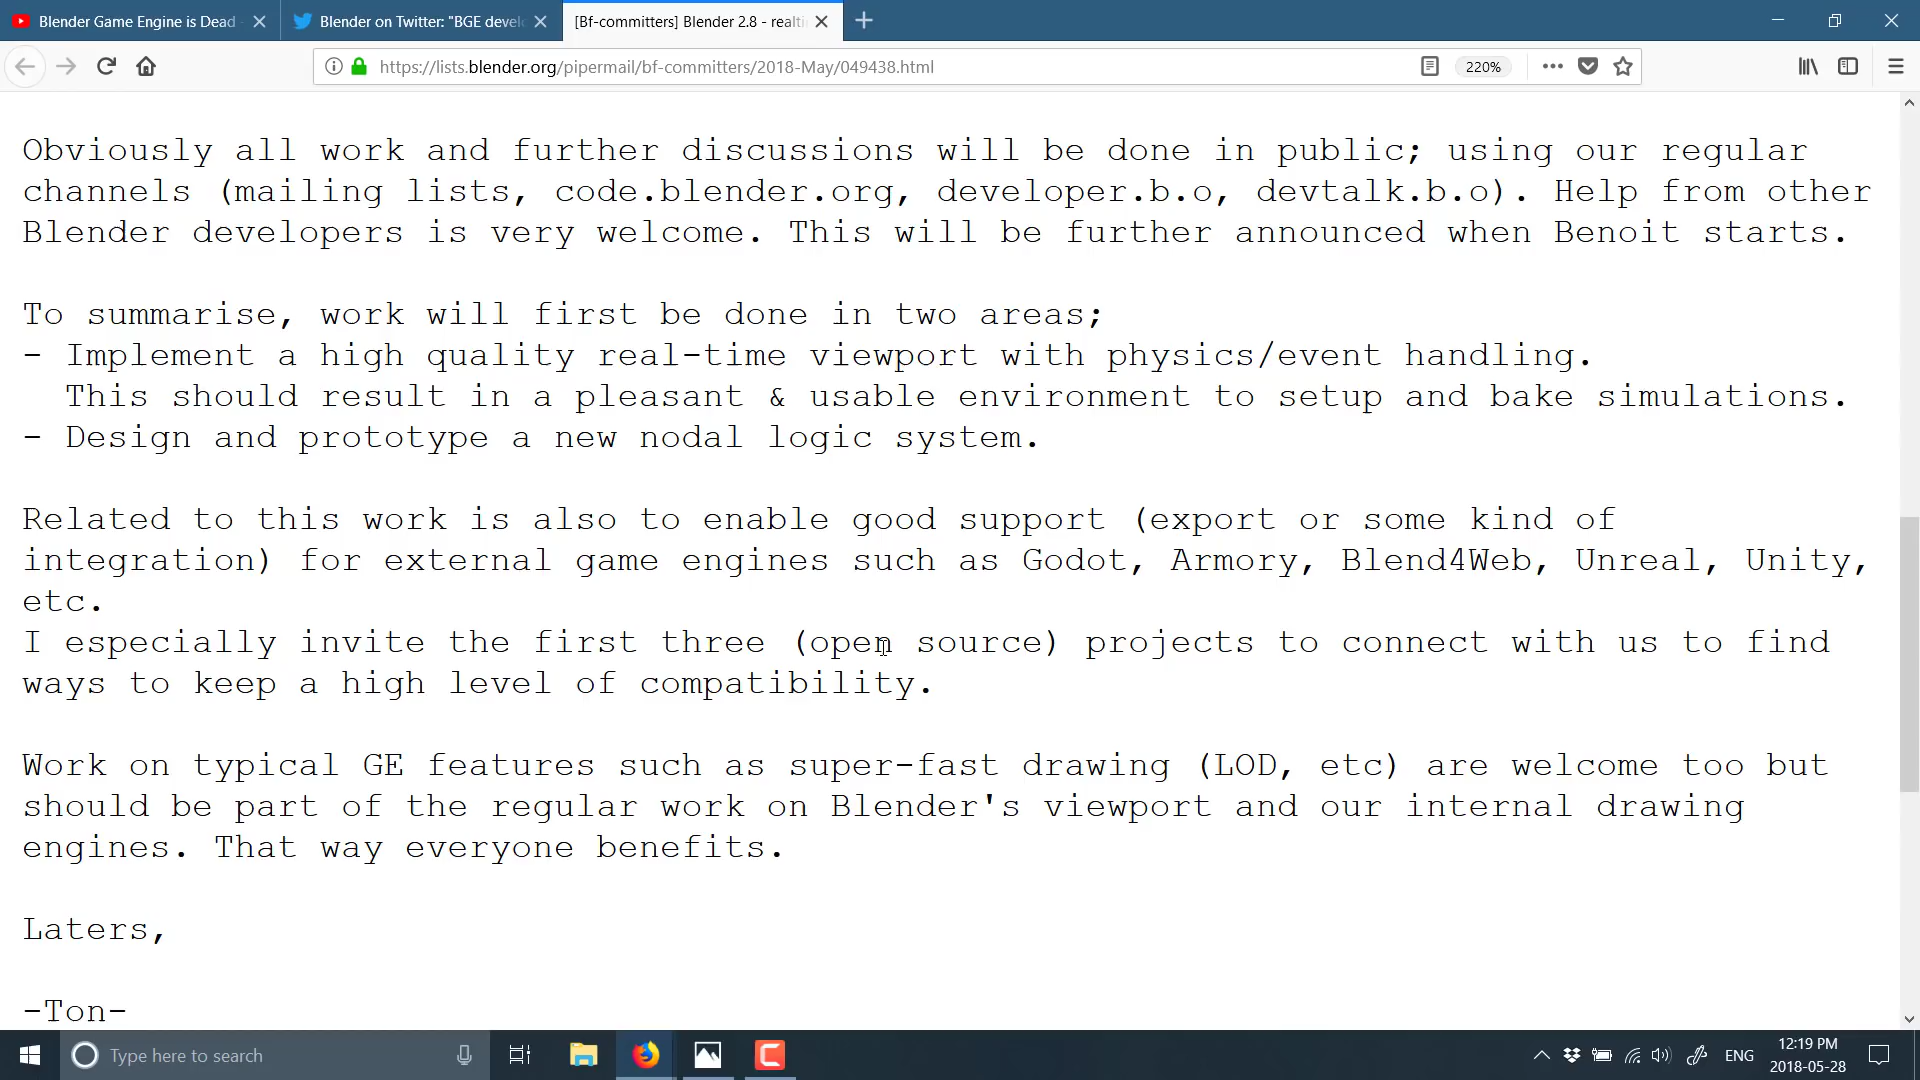 Blender Game Engine is Dead
Blender on Twitter: "BGE devel
[Bf-committers] Blender 2.8 - realti
https://lists.blender.org/pipermail/bf-committers/2018-May/049438.html
220%
Obviously all work and further discussions will be done in public; using our regular
channels (mailing lists, code.blender.org, developer.b.o, devtalk.b.o). Help from other
Blender developers is very welcome. This will be further announced when Benoit starts.
To summarise, work will first be done in two areas;
- Implement a high quality real-time viewport with physics/event handling.
This should result in a pleasant & usable environment to setup and bake simulations.
- Design and prototype a new nodal logic system.
Related to this work is also to enable good support (export or some kind of
integration) for external game engines such as Godot, Armory, Blend4Web, Unreal, Unity,
etc.
I especially invite the first three (open source) projects to connect with us to find
ways to keep a high level of compatibility.
Work on typical GE features such as super-fast drawing (LOD, etc) are welcome too but
should be part of the regular work on Blender's viewport and our internal drawing
engines. That way everyone benefits.
Laters,
-Ton-
Type here to search
ENG
12:19 PM
2018-05-28